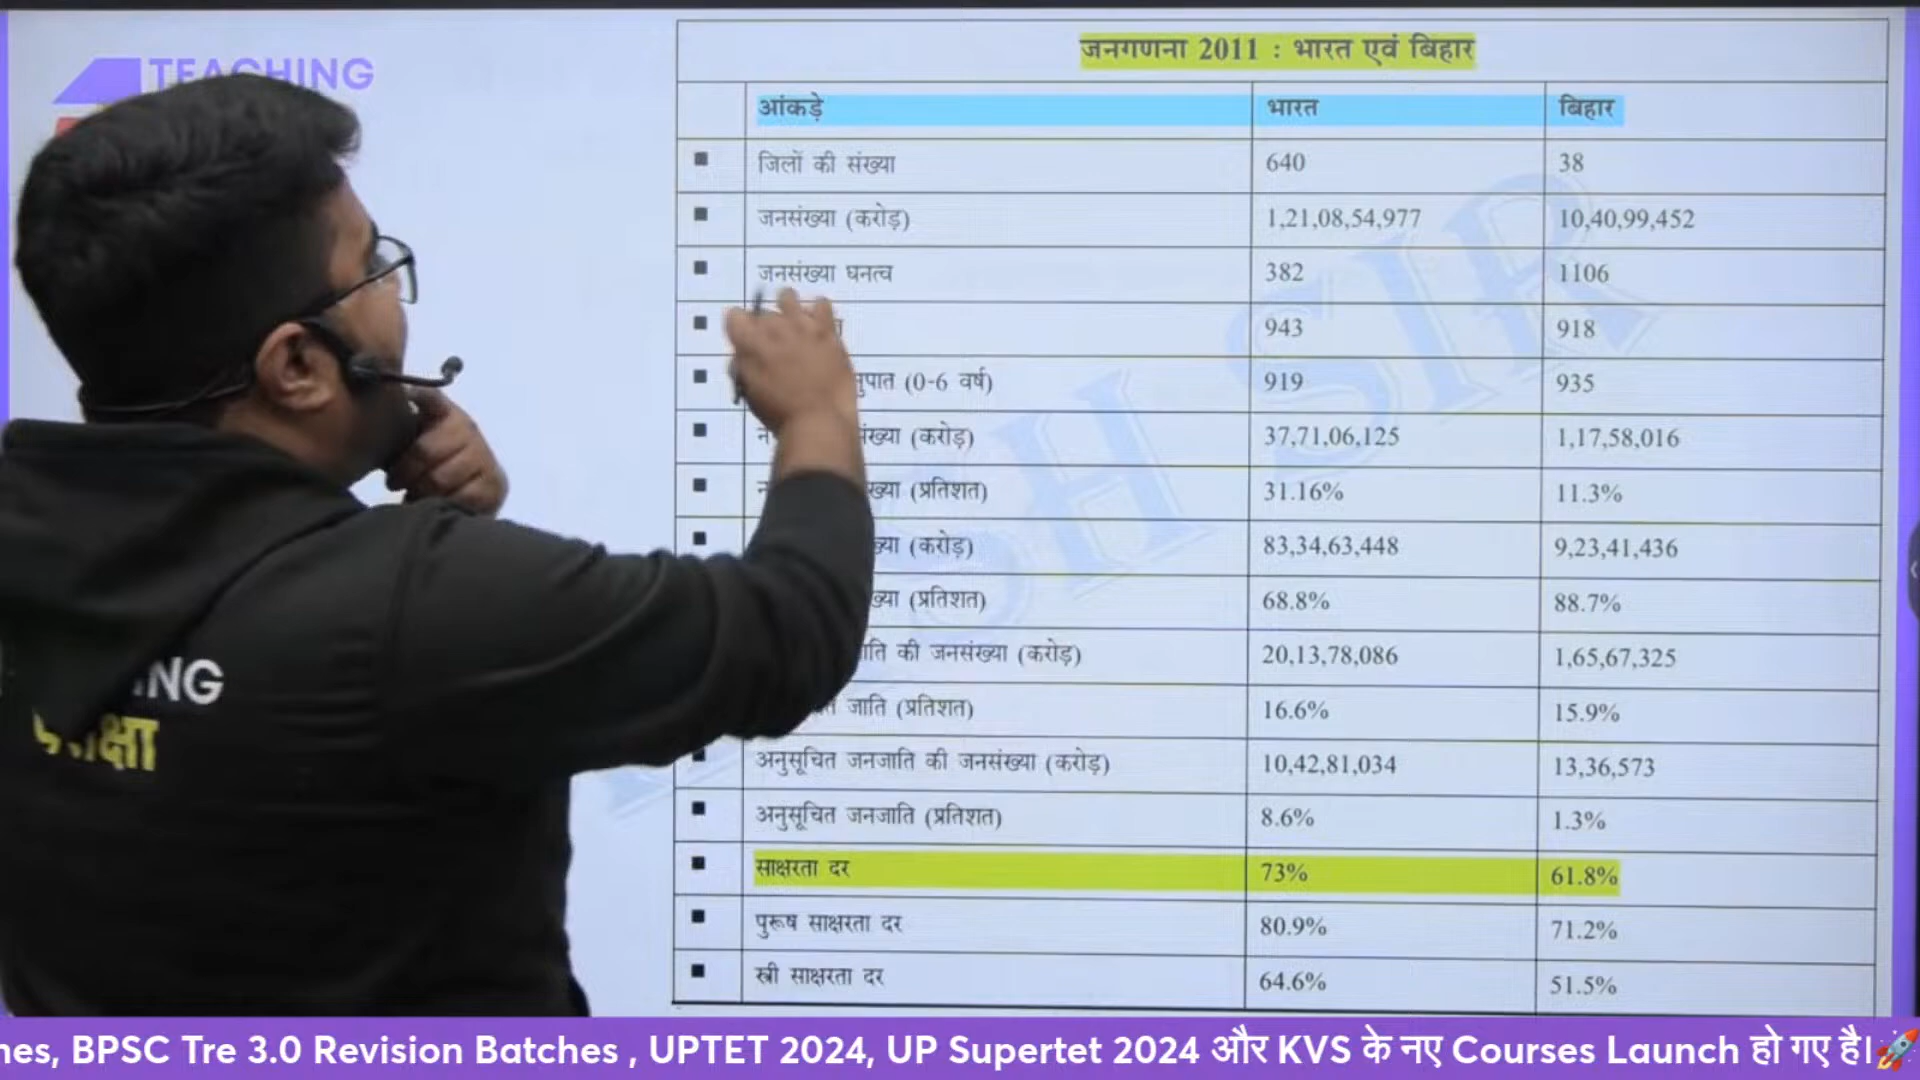 TEACHING
जनगणना 2011 : भारत एवं बिहार
आंकड़े भारत बिहार
जिलों की संख्या 640 38
जनसंख्या (करोड़) 1,21,08,54,977 10,40,99,452
जनसंख्या घनत्व 382 1106
943 918
(0-6 वर्ष) 919 935
(करोड़) 37,71,06,125 1,17,58,016
(प्रतिशत) 31.16% 11.3%
(करोड़) 83,34,63,448 9,23,41,436
(प्रतिशत) 68.8% 88.7%
की जनसंख्या (करोड़) 20,13,78,086 1,65,67,325
जाति (प्रतिशत) 16.6% 15.9%
अनुसूचित जनजाति की जनसंख्या (करोड़) 10,42,81,034 13,36,573
अनुसूचित जनजाति (प्रतिशत) 8.6% 1.3%
साक्षरता दर 73% 61.8%
पुरूष साक्षरता दर 80.9% 71.2%
स्त्री साक्षरता दर 64.6% 51.5%
SIR
nes, BPSC Tre 3.0 Revision Batches , UPTET 2024, UP Supertet 2024 और KVS के नए Courses Launch हो गए है।